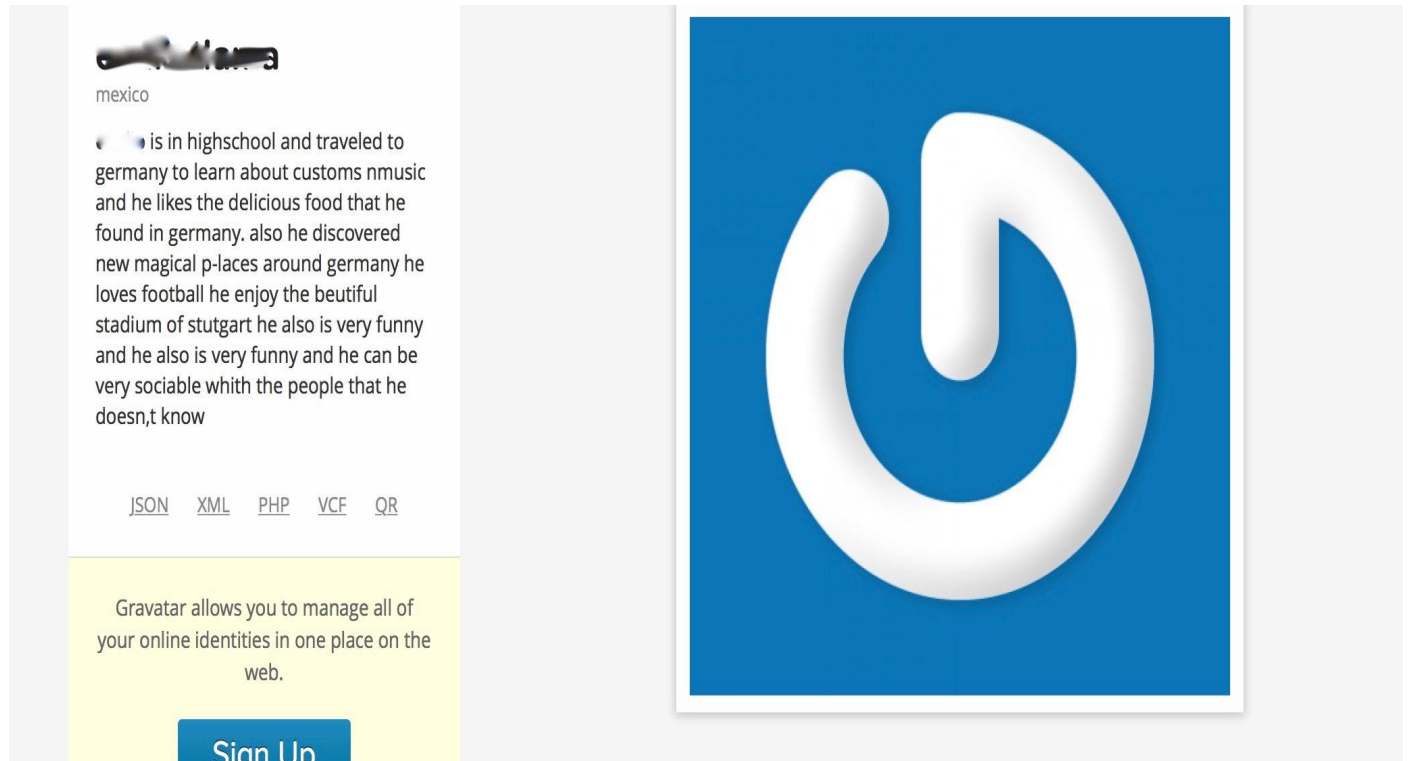 mexico
is in highschool and traveled to
germany to learn about customs nmusic
and he likes the delicious food that he
found in germany. also he discovered
new magical p-laces around germany he
loves football he enjoy the beutiful
stadium of stutgart he also is very funny
and he also is very funny and he can be
very sociable whith the people that he
doesn,t know
JSON XML PHP VCF QR
Gravatar allows you to manage all of
your online identities in one place on the
web.
Sign Up